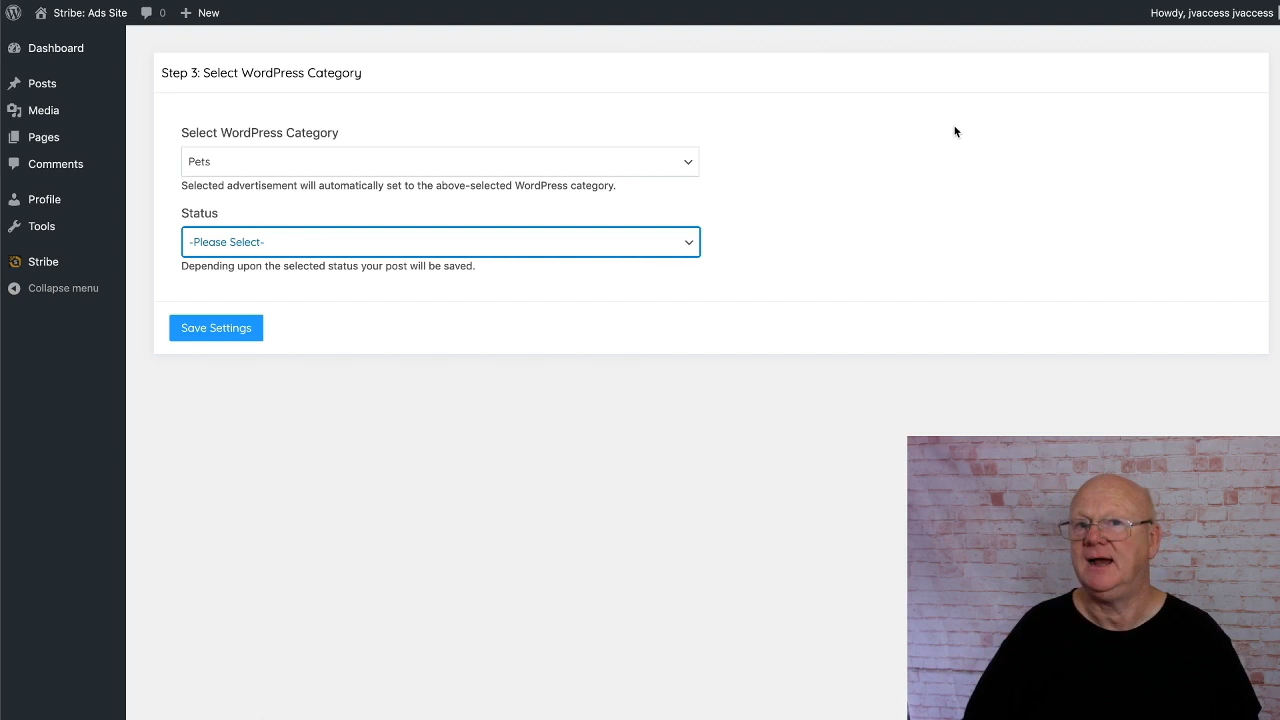 Stribe: Ads Site 0 New Howdy, jvaccess jvaccess
Dashboard
Posts
Media
Pages
Comments
Profile
Tools
Stribe
Collapse menu
Step 3: Select WordPress Category
Select WordPress Category
Pets
Selected advertisement will automatically set to the above-selected WordPress category.
Status
-Please Select-
Depending upon the selected status your post will be saved.
Save Settings